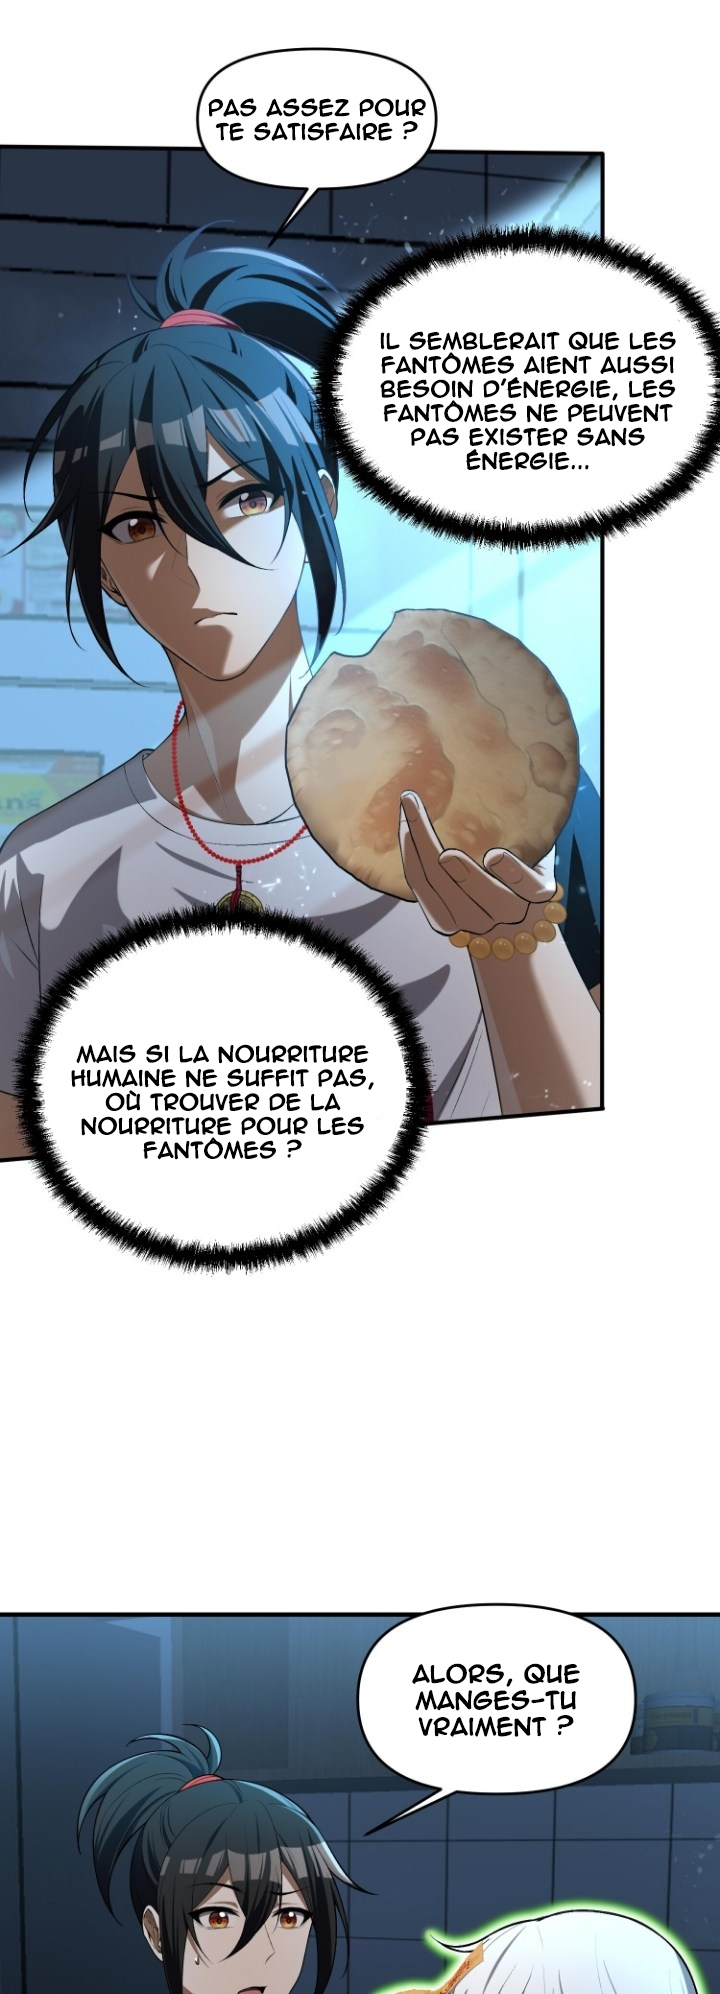 PAS ASSEZ POUR
TE SATISFAIRE ?
IL SEMBLERAIT QUE LES
FANTÔMES AIENT AUSSI
BESOIN D'ÉNERGIE, LES
FANTÔMES NE PEUVENT
PAS EXISTER SANS
ÉNERGIE...
MAIS SI LA NOURRITURE
HUMAINE NE SUFFIT PAS,
OÙ TROUVER DE LA
NOURRITURE POUR LES
FANTÔMES ?
ALORS, QUE
MANGES-TU
VRAIMENT ?